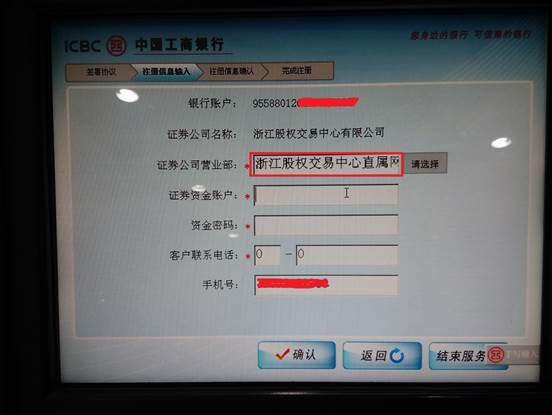 ICBC 中国工商银行
您身边的银行 可信赖的银行
签署协议 注册信息输入 注册信息确认 完成注册
银行账户: 95588012
证券公司名称: 浙江股权交易中心有限公司
证券公司营业部: * 浙江股权交易中心直属网 请选择
证券资金账户: *
资金密码: *
客户联系电话: * 0 - 0
手机号:
确认 返回 结束服务 手写输入